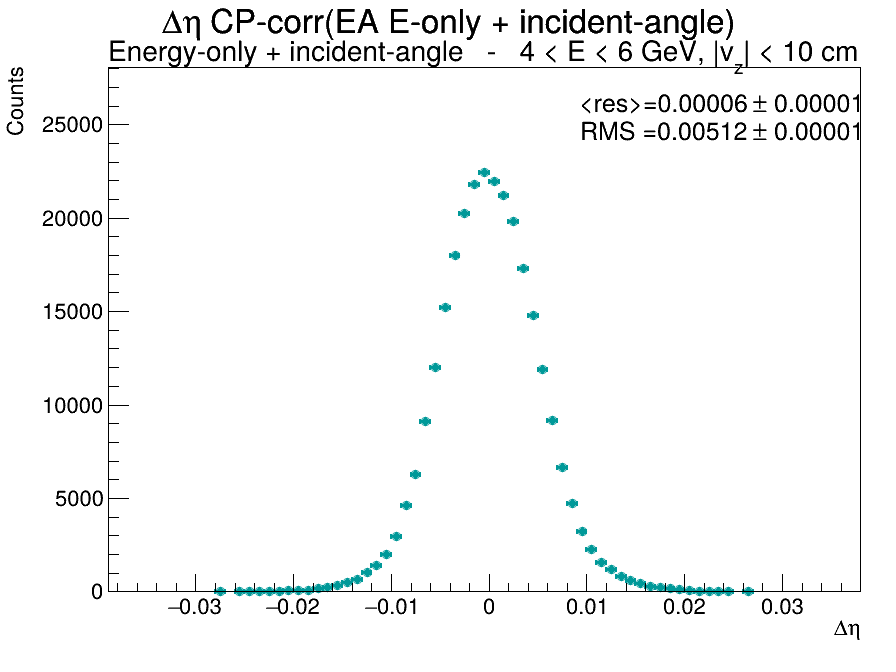 Δη CP-corr(EA E-only + incident-angle)
Energy-only + incident-angle - 4 < E < 6 GeV, |v_z| < 10 cm
Counts
<res>=0.00006 ± 0.00001
RMS =0.00512 ± 0.00001
25000
20000
15000
10000
5000
0
−0.03 −0.02 −0.01 0 0.01 0.02 0.03
Δη